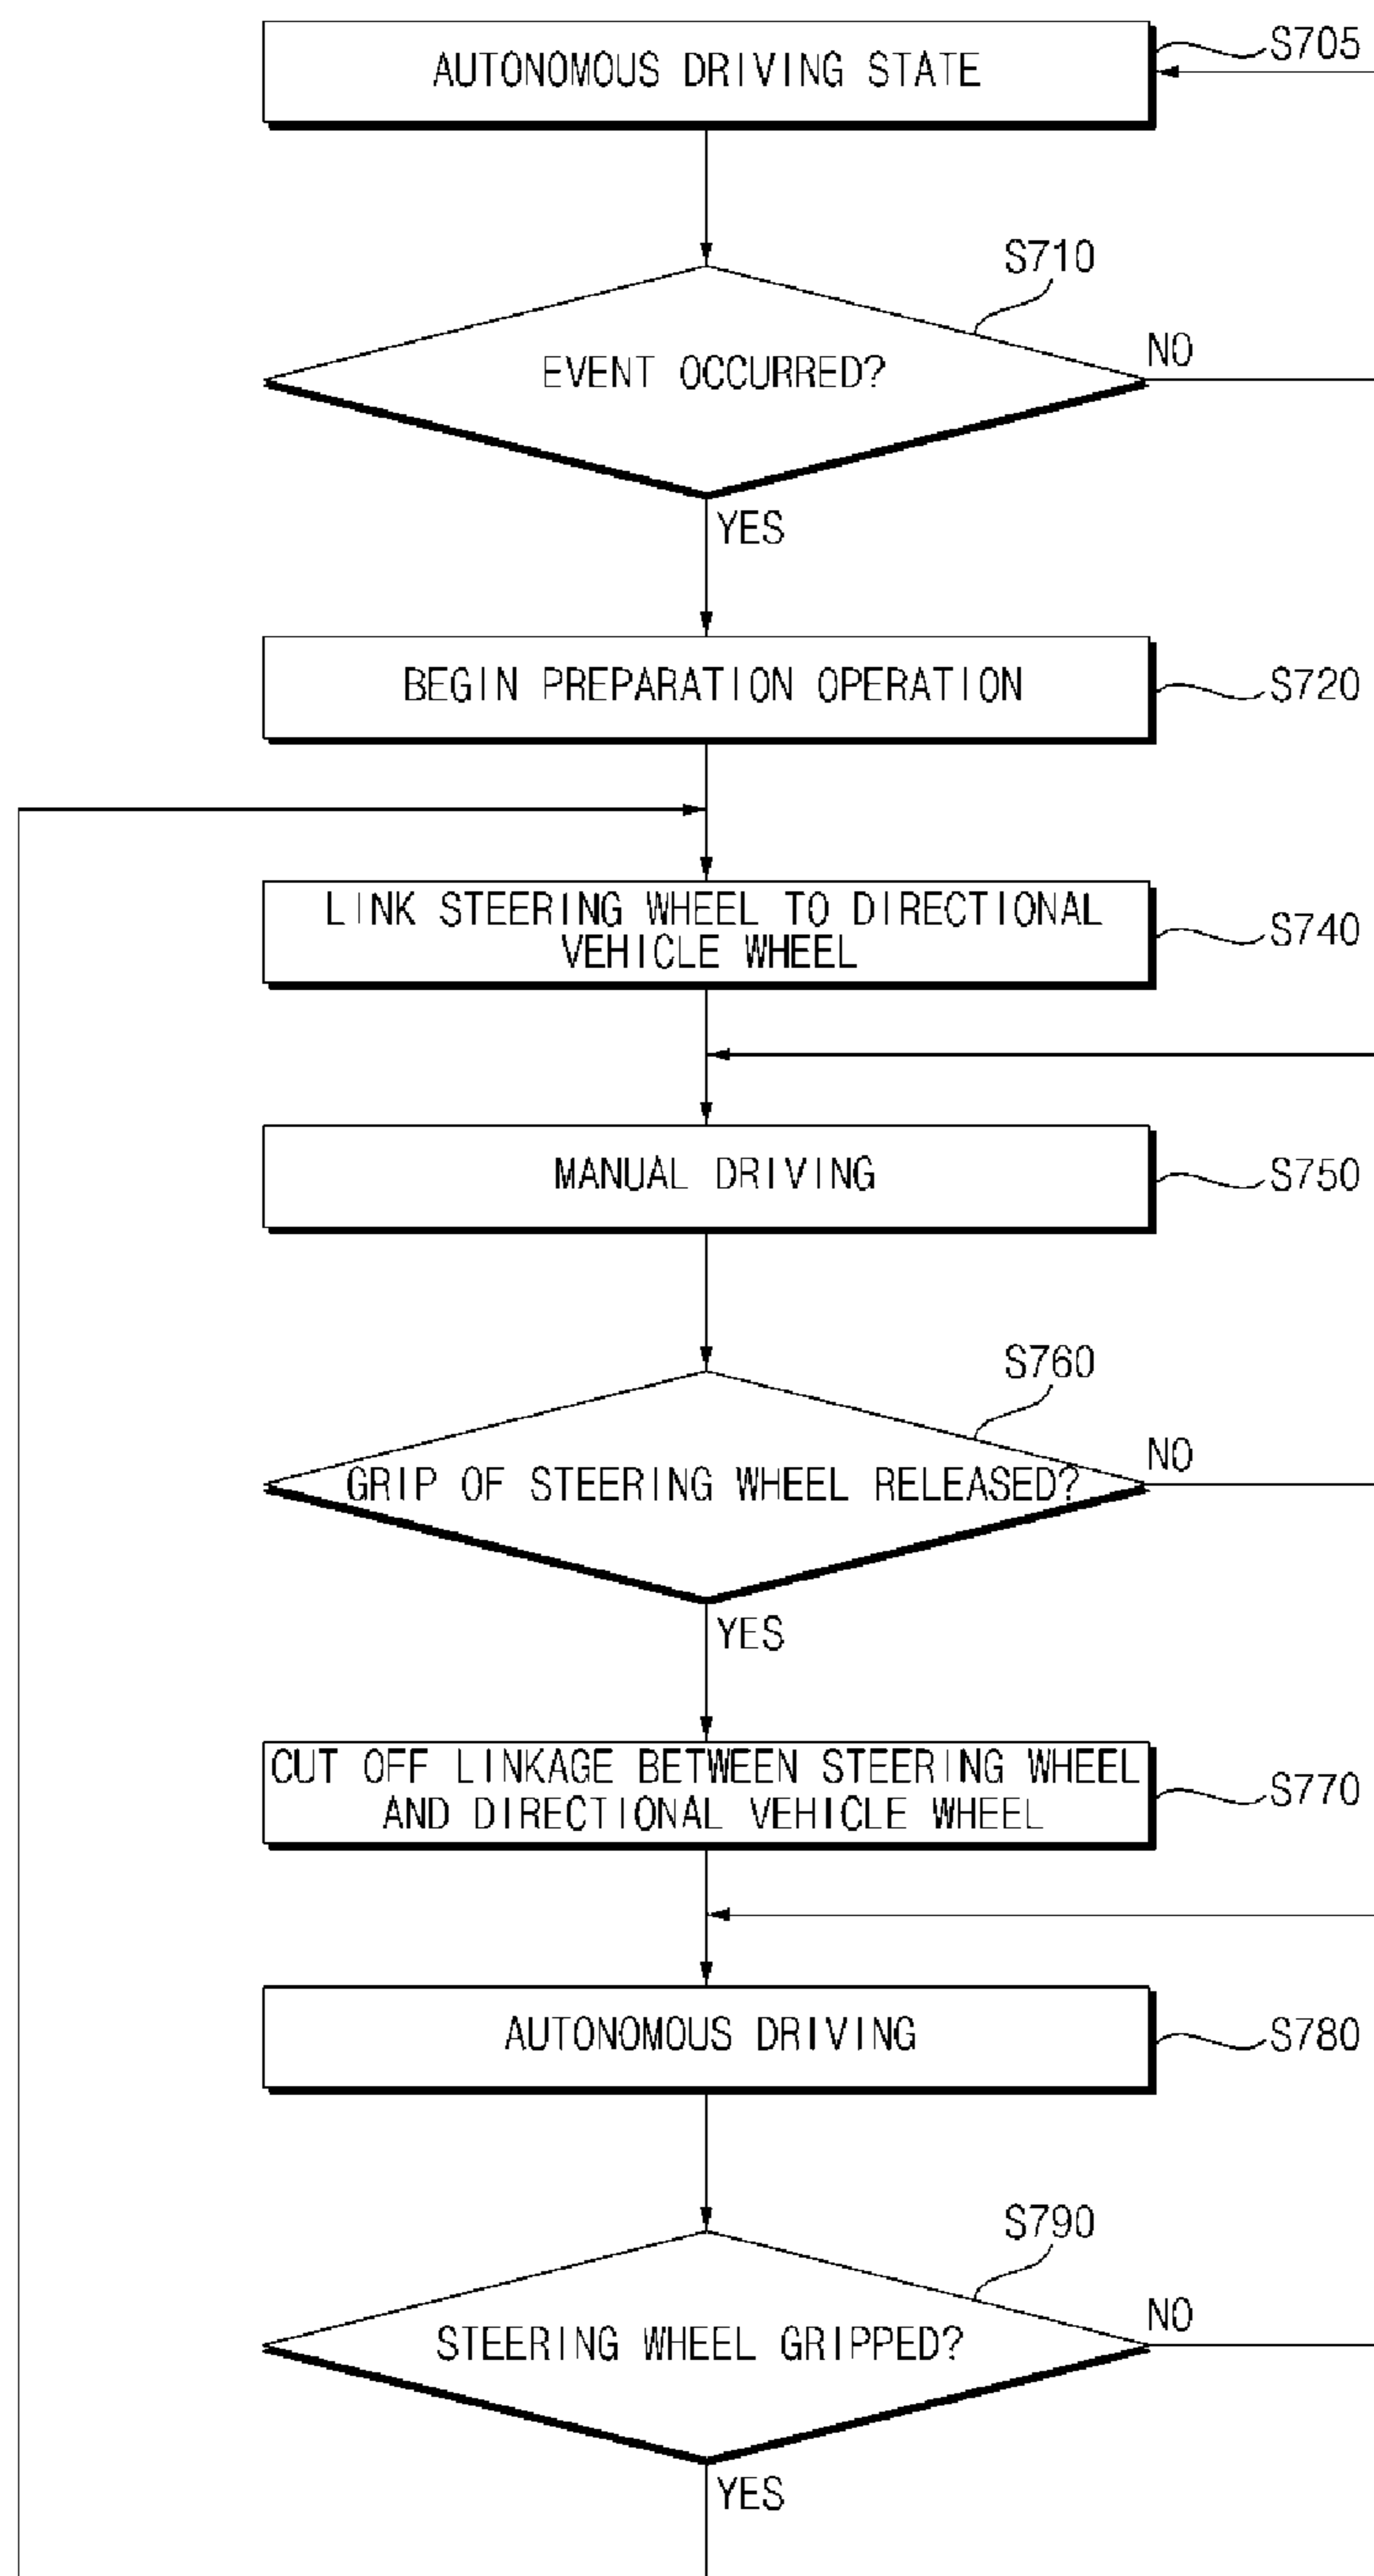 AUTONOMOUS DRIVING STATE
S705
S710
EVENT OCCURRED?
NO
YES
BEGIN PREPARATION OPERATION
S720
LINK STEERING WHEEL TO DIRECTIONAL
VEHICLE WHEEL
S740
MANUAL DRIVING
S750
S760
GRIP OF STEERING WHEEL RELEASED?
NO
YES
CUT OFF LINKAGE BETWEEN STEERING WHEEL
AND DIRECTIONAL VEHICLE WHEEL
S770
AUTONOMOUS DRIVING
S780
S790
STEERING WHEEL GRIPPED?
NO
YES